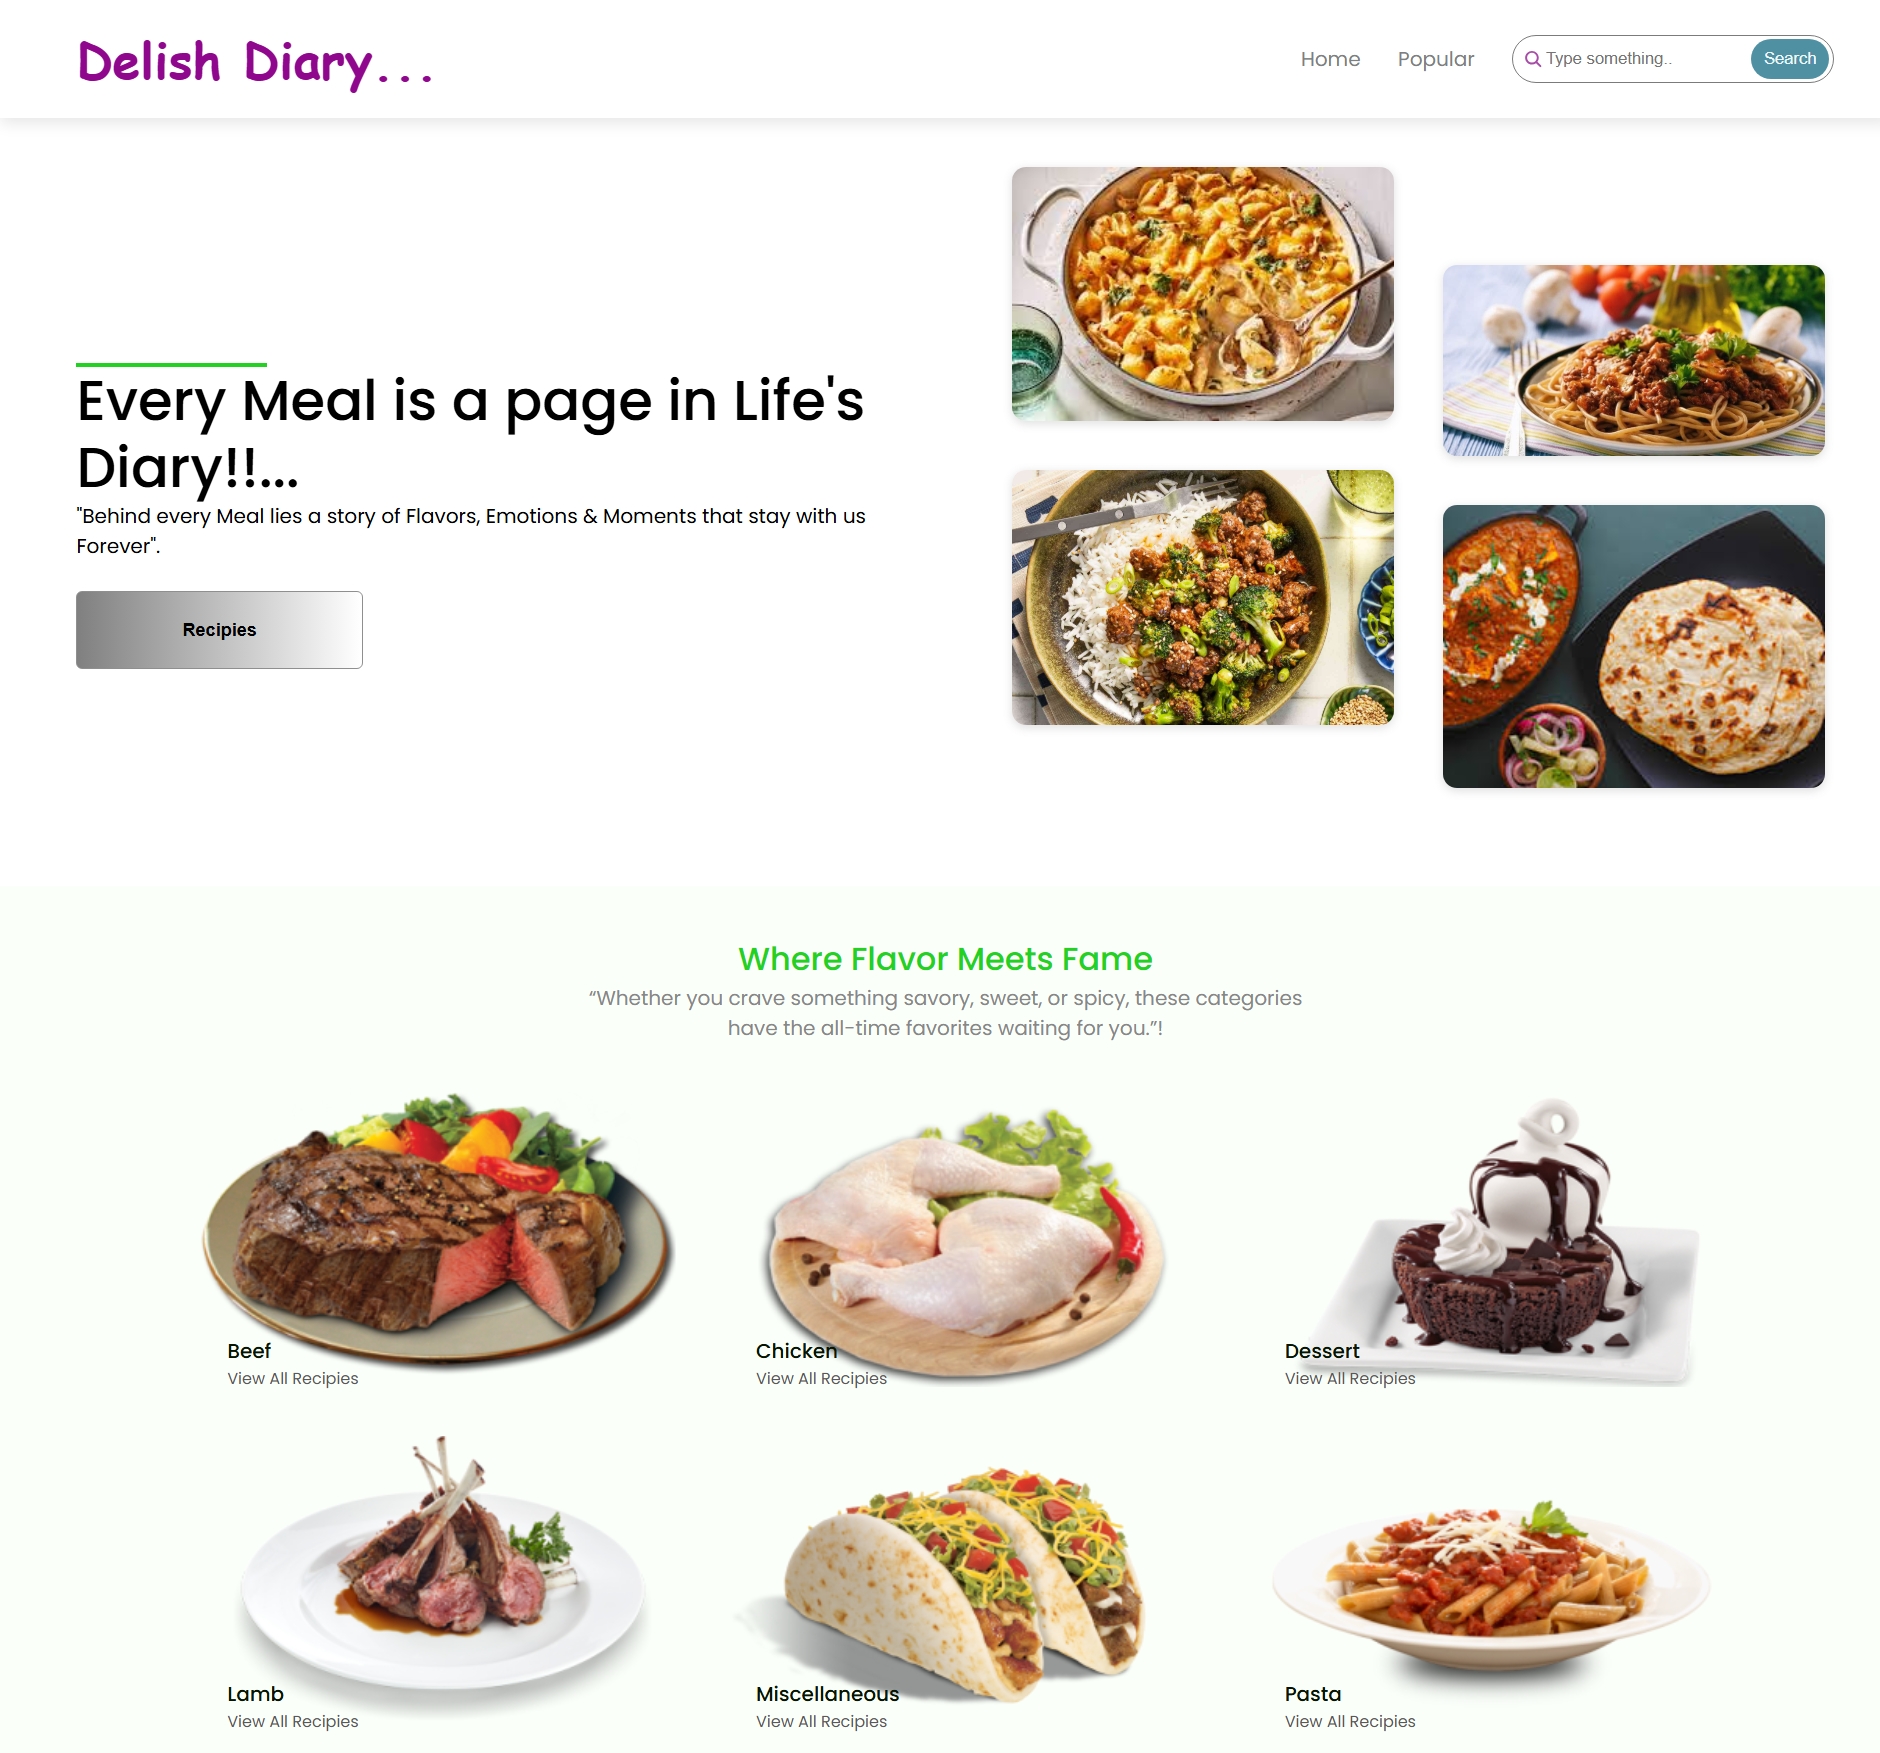 Delish Diary...
Home
Popular
Type something..
Search
Every Meal is a page in Life's
Diary!!...
"Behind every Meal lies a story of Flavors, Emotions & Moments that stay with us
Forever".
Recipies
Where Flavor Meets Fame
“Whether you crave something savory, sweet, or spicy, these categories
have the all-time favorites waiting for you.”!
Beef
View All Recipies
Chicken
View All Recipies
Dessert
View All Recipies
Lamb
View All Recipies
Miscellaneous
View All Recipies
Pasta
View All Recipies